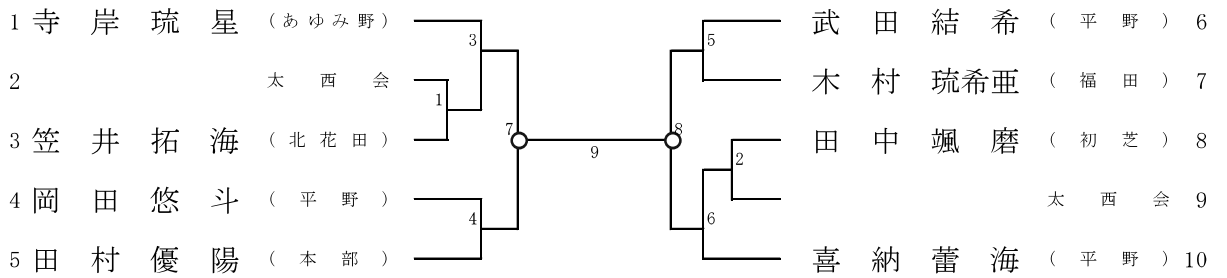 1 寺岸琉星 (あゆみ野)
2 太西会
3 笠井拓海 (北花田)
4 岡田悠斗 (平野)
5 田村優陽 (本部)
3
1
7
4
9
5
8
2
6
武田結希 (平野) 6
木村琉希亜 (福田) 7
田中颯磨 (初芝) 8
太西会 9
喜納蕾海 (平野) 10